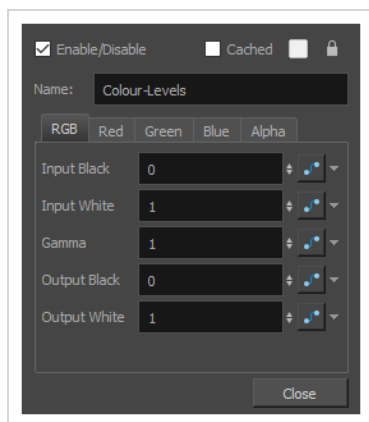 Enable/Disable Cached
Name: Colour-Levels
RGB Red Green Blue Alpha
Input Black 0
Input White 1
Gamma 1
Output Black 0
Output White 1
Close